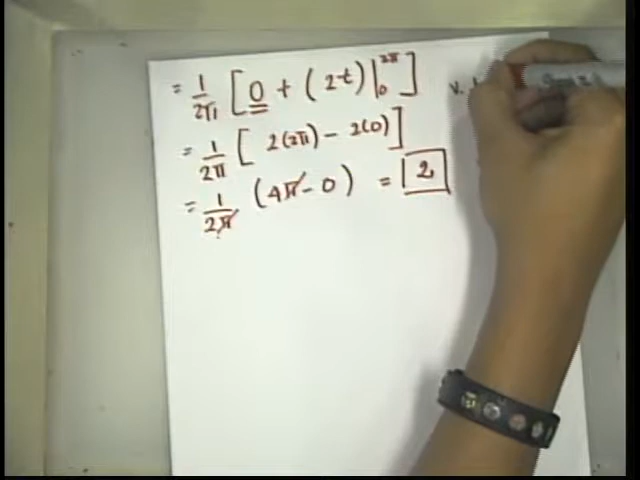 = 1/2π [ 0 + (2t)|₀^2π ]
= 1/2π [ 2(2π) - 2(0) ]
= 1/2π (4π - 0) = 2
V.